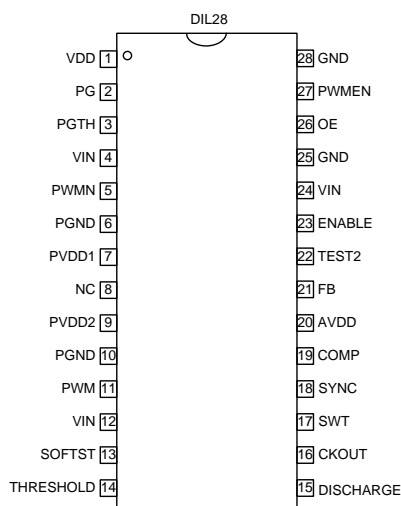 DIL28
VDD 1
28 GND
PG 2
27 PWMEN
PGTH 3
26 OE
VIN 4
25 GND
PWMN 5
24 VIN
PGND 6
23 ENABLE
PVDD1 7
22 TEST2
NC 8
21 FB
PVDD2 9
20 AVDD
PGND 10
19 COMP
PWM 11
18 SYNC
VIN 12
17 SWT
SOFTST 13
16 CKOUT
THRESHOLD 14
15 DISCHARGE